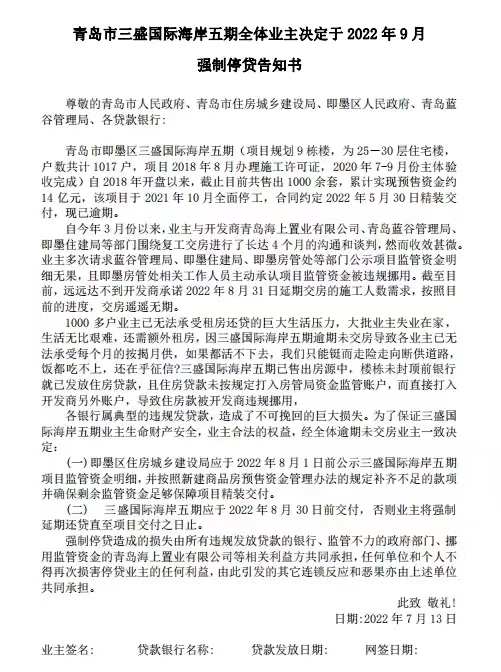 青岛市三盛国际海岸五期全体业主决定于 2022 年 9 月
强制停贷告知书
尊敬的青岛市人民政府、青岛市住房城乡建设局、即墨区人民政府、青岛蓝
谷管理局、各贷款银行:
青岛市即墨区三盛国际海岸五期（项目规划 9 栋楼，为 25－30 层住宅楼，
户数共计 1017 户，项目 2018 年 8 月办理施工许可证，2020 年 7-9 月份主体验
收完成）自 2018 年开盘以来，截止目前共售出 1000 余套，累计实现预售资金约
14 亿元，该项目于 2021 年 10 月全面停工，合同约定 2022 年 5 月 30 日精装交
付，现已逾期。
自今年 3 月份以来，业主与开发商青岛海上置业有限公司、青岛蓝谷管理局、
即墨住建局等部门围绕复工交房进行了长达 4 个月的沟通和谈判，然而收效甚微。
业主多次请求蓝谷管理局、即墨住建局、即墨房管处等部门公示项目监管资金明
细无果，且即墨房管处相关工作人员主动承认项目监管资金被违规挪用。截至目
前，远远达不到开发商承诺 2022 年 8 月 31 日延期交房的施工人数需求，按照目
前的进度，交房遥遥无期。
1000 多户业主已无法承受租房还贷的巨大生活压力，大批业主失业在家，
生活无比艰难，还需额外租房，因三盛国际海岸五期逾期未交房导致各业主已无
法承受每个月的按揭月供，如果都活不下去，我们只能铤而走险走向断供道路，
饭都吃不上，还在乎征信?三盛国际海岸五期已售出房源中，楼栋未封顶前银行
就已发放住房贷款，且住房贷款未按规定打入房管局资金监管账户，而直接打入
开发商另外账户，导致住房款被开发商违规挪用，
各银行属典型的违规发贷款，造成了不可挽回的巨大损失。为了保证三盛国
际海岸五期业主生命财产安全，业主合法的权益，经全体逾期未交房业主一致决
定：
(一)即墨区住房城乡建设局应于 2022 年 8 月 1 日前公示三盛国际海岸五期
项目监管资金明细，并按照新建商品房预售资金管理办法的规定补齐不足的款项
并确保剩余监管资金足够保障项目精装交付。
(二) 三盛国际海岸五期应于 2022 年 8 月 30 日前交付，否则业主将强制
延期还贷直至项目交付之日止。
强制停贷造成的损失由所有违规发放贷款的银行、监管不力的政府部门、挪
用监管资金的青岛海上置业有限公司等相关利益方共同承担，任何单位和个人不
得再次损害停贷业主的任何利益，由此引发的其它连锁反应和恶果亦由上述单位
共同承担。
此致 敬礼!
日期:2022 年 7 月 13 日
业主签名: 贷款银行名称: 贷款发放日期: 网签日期: